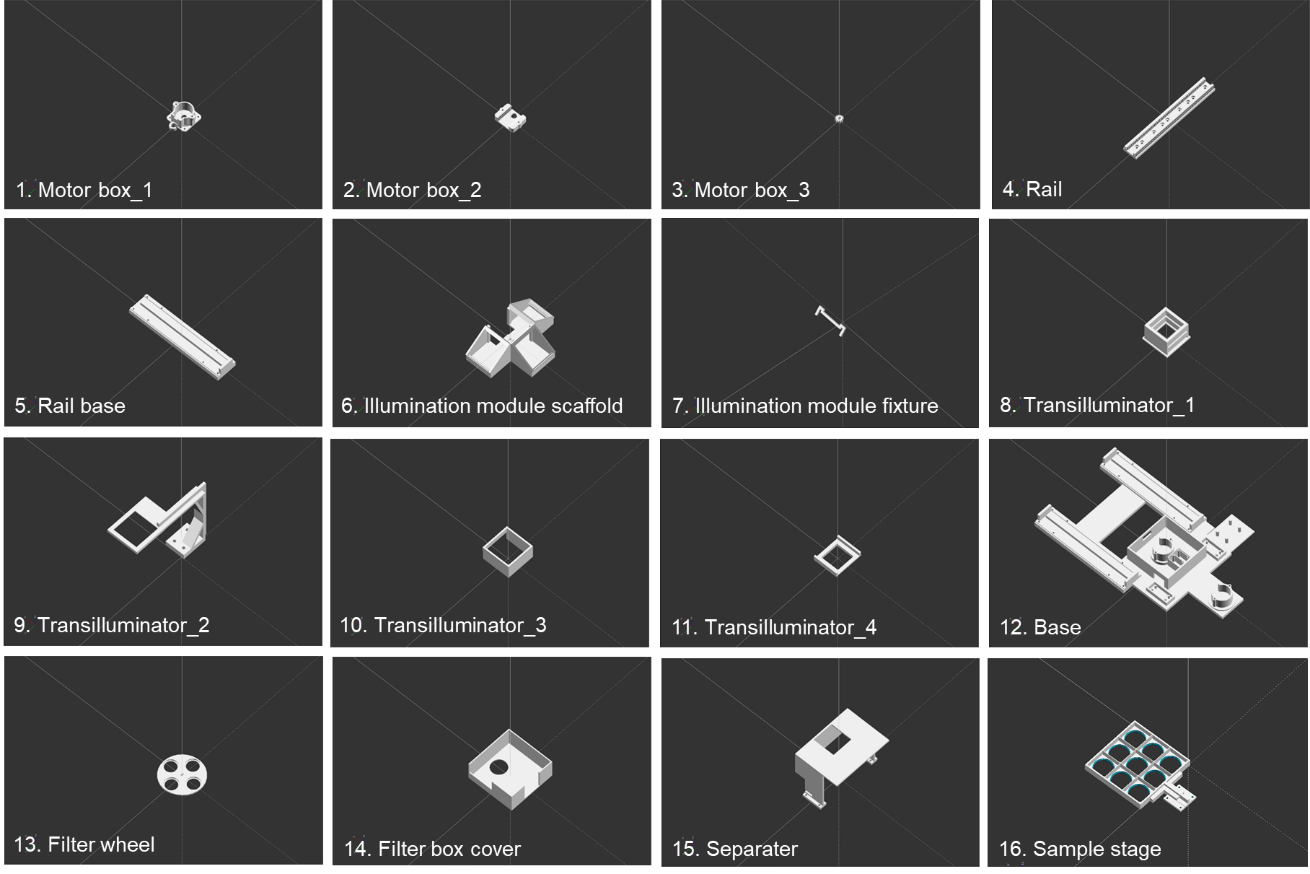 1. Motor box_1
2. Motor box_2
3. Motor box_3
4. Rail
5. Rail base
6. Illumination module scaffold
7. Illumination module fixture
8. Transilluminator_1
9. Transilluminator_2
10. Transilluminator_3
11. Transilluminator_4
12. Base
13. Filter wheel
14. Filter box cover
15. Separater
16. Sample stage